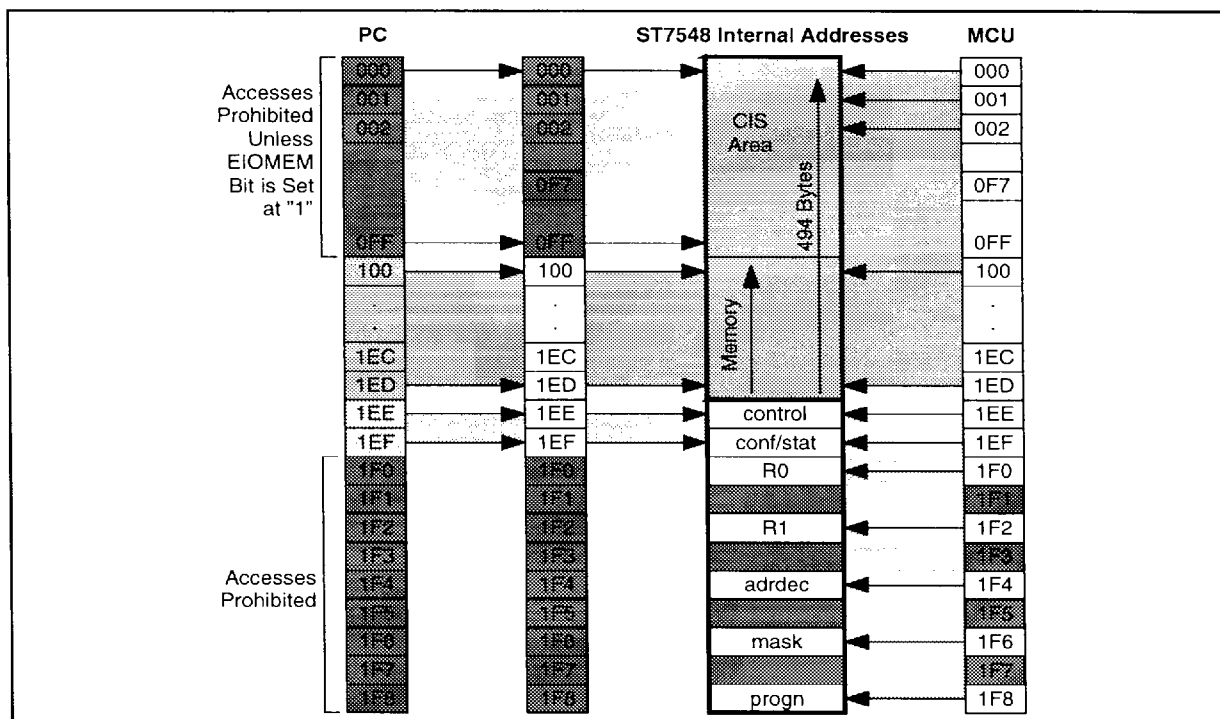 PC ST7548 Internal Addresses MCU
Accesses
Prohibited
Unless
EIOMEM
Bit is Set
at "1"
000 000 000
001 001 001
002 002 002
CIS
Area
494 Bytes
0F7 0F7
0FF 0FF 0FF
100 100 100
. . .
. . .
Memory
1EC 1EC 1EC
1ED 1ED 1ED
1EE 1EE control 1EE
1EF 1EF conf/stat 1EF
Accesses
Prohibited
1F0 1F0 R0 1F0
1F1 1F1 1F1
1F2 1F2 R1 1F2
1F3 1F3 1F3
1F4 1F4 adrdec 1F4
1F5 1F5 1F5
1F6 1F6 mask 1F6
1F7 1F7 1F7
1F8 1F8 progn 1F8